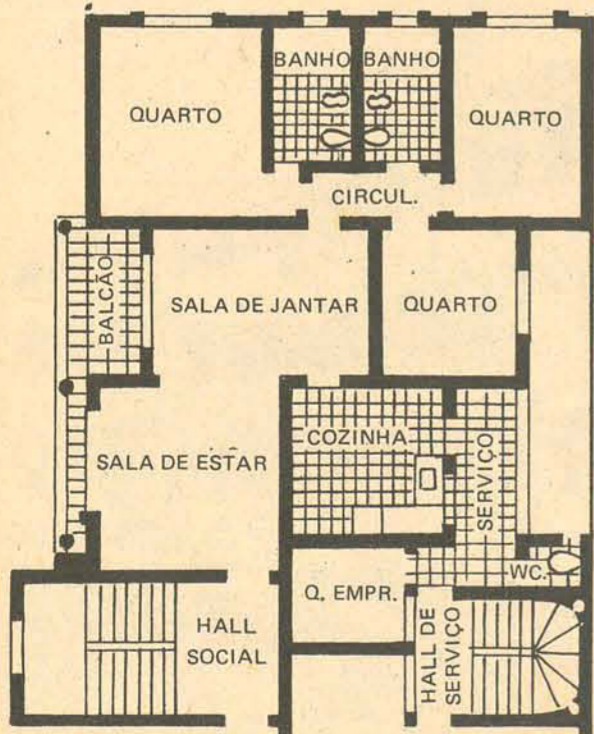 BANHO
BANHO
QUARTO
QUARTO
CIRCUL.
BALCÃO
SALA DE JANTAR
QUARTO
COZINHA
SALA DE ESTAR
SERVIÇO
WC.
Q. EMPR.
HALL
SOCIAL
HALL DE
SERVIÇO